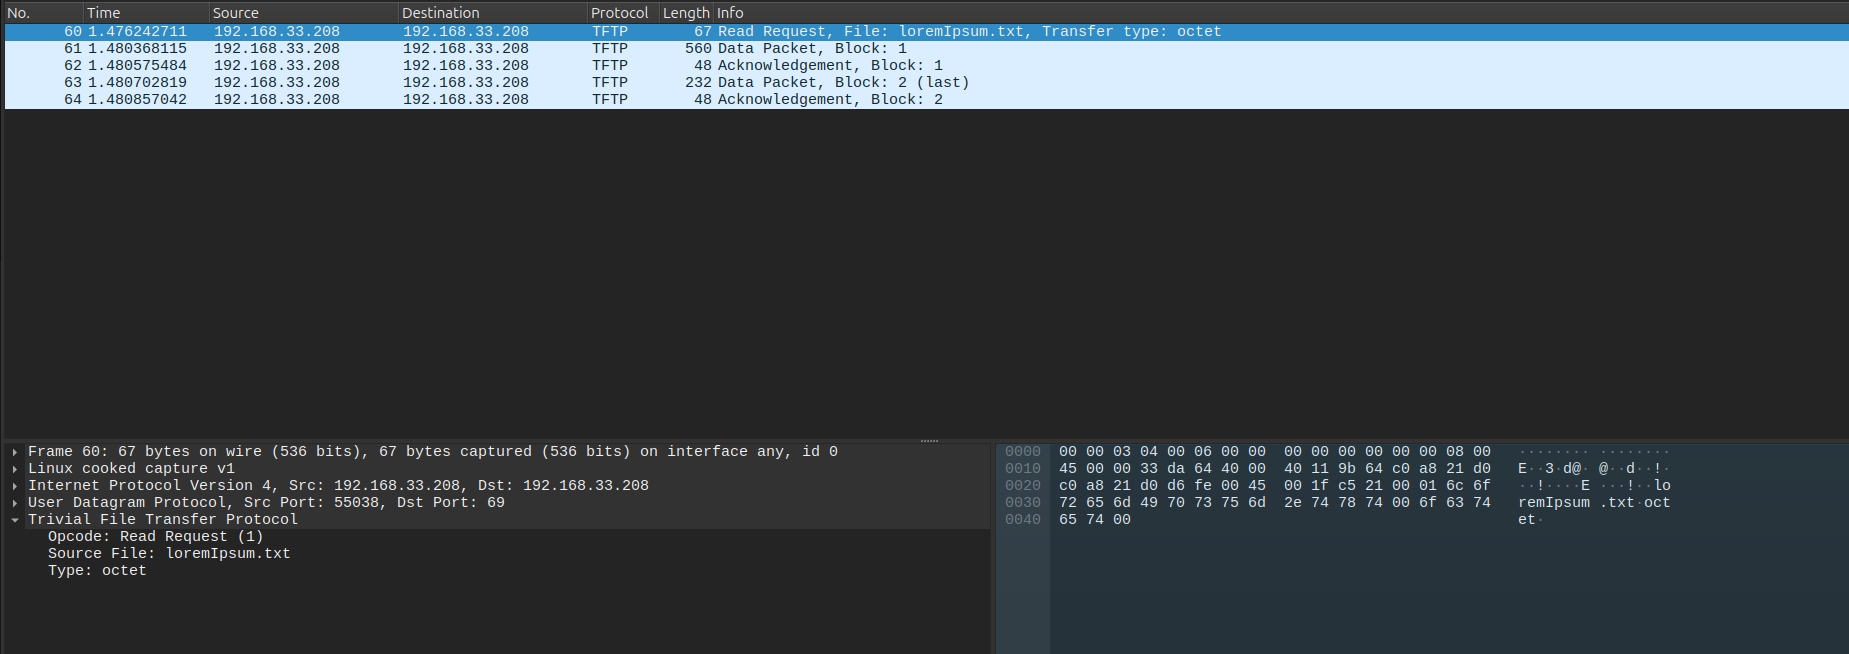 No. Time Source Destination Protocol Length Info
60 1.476242711 192.168.33.208 192.168.33.208 TFTP 67 Read Request, File: loremIpsum.txt, Transfer type: octet
61 1.480368115 192.168.33.208 192.168.33.208 TFTP 560 Data Packet, Block: 1
62 1.480575484 192.168.33.208 192.168.33.208 TFTP 48 Acknowledgement, Block: 1
63 1.480702819 192.168.33.208 192.168.33.208 TFTP 232 Data Packet, Block: 2 (last)
64 1.480857042 192.168.33.208 192.168.33.208 TFTP 48 Acknowledgement, Block: 2
Frame 60: 67 bytes on wire (536 bits), 67 bytes captured (536 bits) on interface any, id 0
Linux cooked capture v1
Internet Protocol Version 4, Src: 192.168.33.208, Dst: 192.168.33.208
User Datagram Protocol, Src Port: 55038, Dst Port: 69
Trivial File Transfer Protocol
Opcode: Read Request (1)
Source File: loremIpsum.txt
Type: octet
0000 00 00 03 04 00 06 00 00 00 00 00 00 00 00 08 00 ········ ········
0010 45 00 00 33 da 64 40 00 40 11 9b 64 c0 a8 21 d0 E··3·d@· @··d··!·
0020 c0 a8 21 d0 d6 fe 00 45 00 1f c5 21 00 01 6c 6f ··!····E ···!··lo
0030 72 65 6d 49 70 73 75 6d 2e 74 78 74 00 6f 63 74 remIpsum .txt·oct
0040 65 74 00 et·